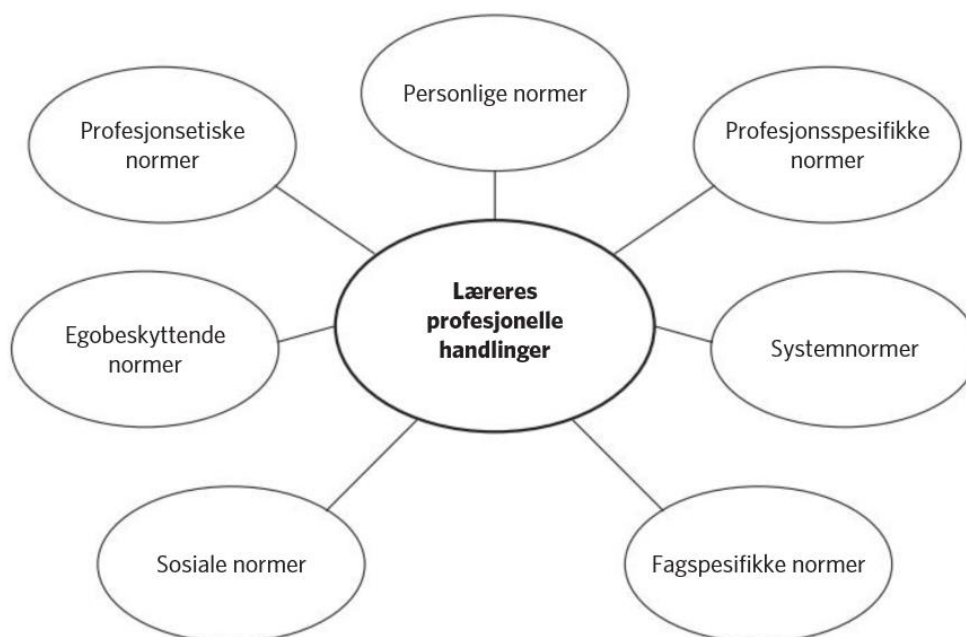 Personlige normer
Profesjonsetiske
normer
Profesjonsspesifikke
normer
Læreres
profesjonelle
handlinger
Egobeskyttende
normer
Systemnormer
Sosiale normer
Fagspesifikke normer